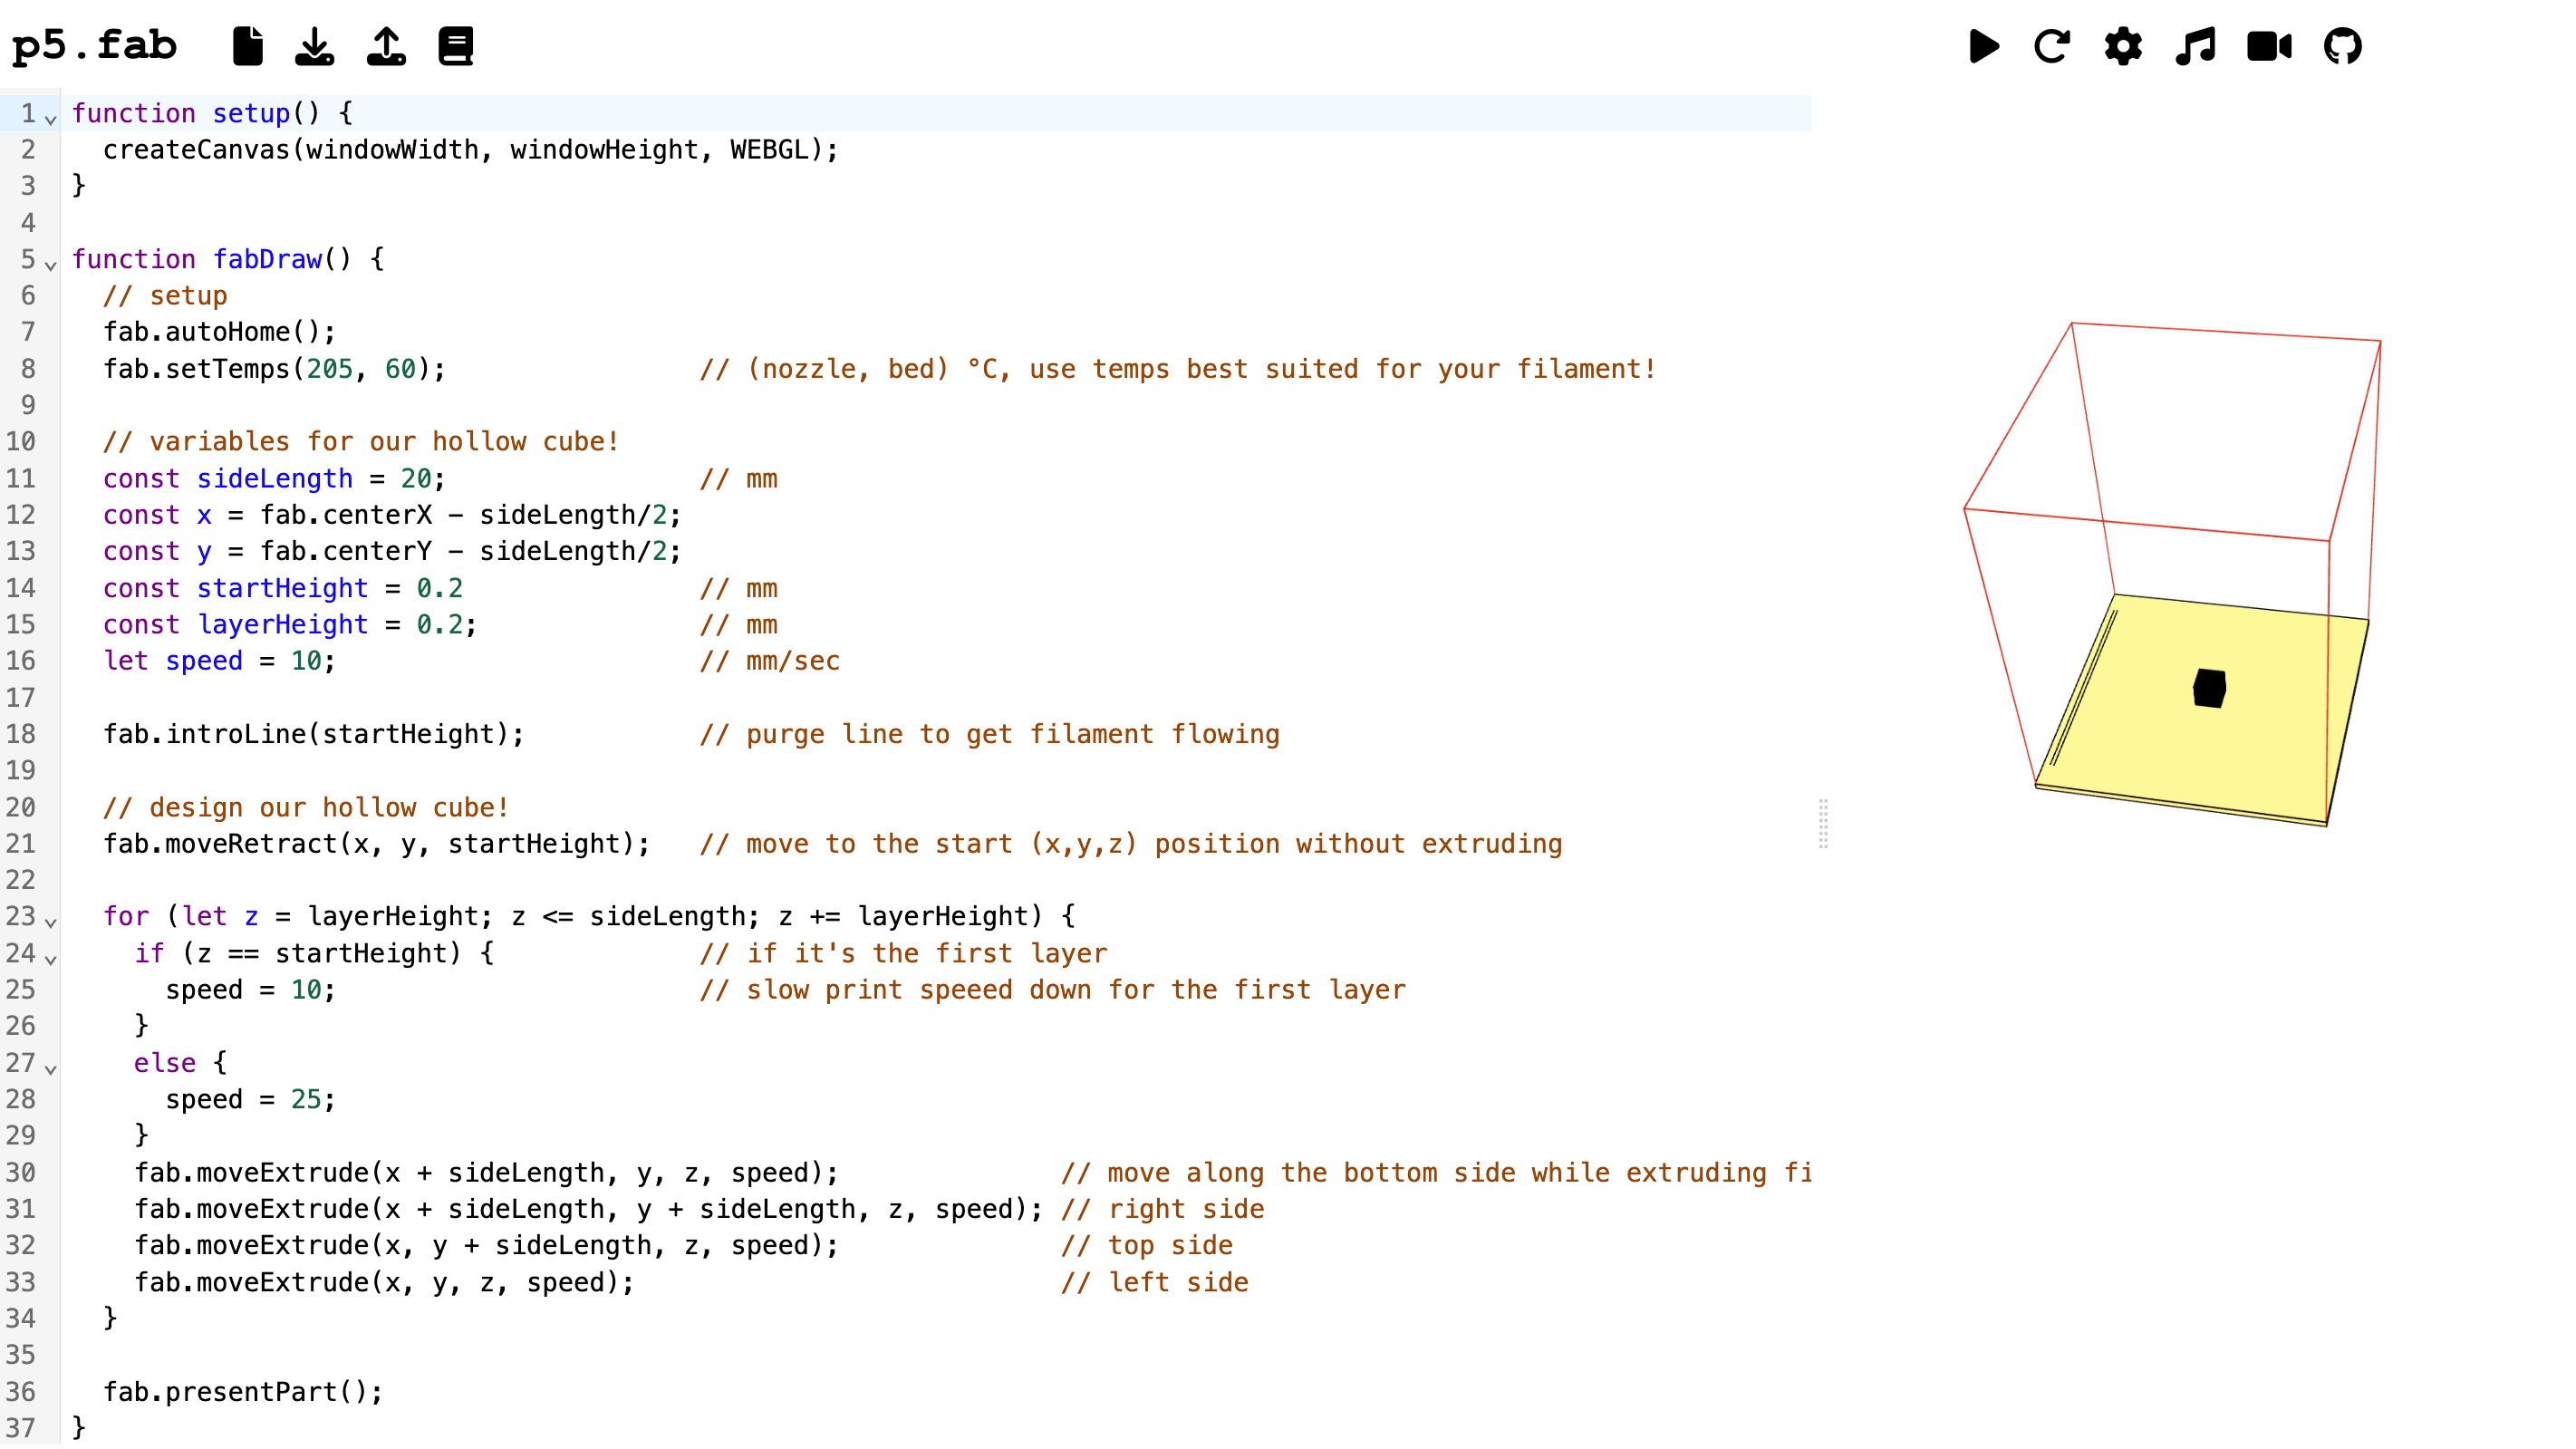 p5.fab
1 function setup() {
2   createCanvas(windowWidth, windowHeight, WEBGL);
3 }
4
5 function fabDraw() {
6   // setup
7   fab.autoHome();
8   fab.setTemps(205, 60);                // (nozzle, bed) °C, use temps best suited for your filament!
9
10   // variables for our hollow cube!
11   const sideLength = 20;                // mm
12   const x = fab.centerX - sideLength/2;
13   const y = fab.centerY - sideLength/2;
14   const startHeight = 0.2               // mm
15   const layerHeight = 0.2;              // mm
16   let speed = 10;                       // mm/sec
17
18   fab.introLine(startHeight);           // purge line to get filament flowing
19
20   // design our hollow cube!
21   fab.moveRetract(x, y, startHeight);   // move to the start (x,y,z) position without extruding
22
23   for (let z = layerHeight; z <= sideLength; z += layerHeight) {
24     if (z == startHeight) {             // if it's the first layer
25       speed = 10;                       // slow print speeed down for the first layer
26     }
27     else {
28       speed = 25;
29     }
30     fab.moveExtrude(x + sideLength, y, z, speed);              // move along the bottom side while extruding fi
31     fab.moveExtrude(x + sideLength, y + sideLength, z, speed); // right side
32     fab.moveExtrude(x, y + sideLength, z, speed);              // top side
33     fab.moveExtrude(x, y, z, speed);                           // left side
34   }
35
36   fab.presentPart();
37 }